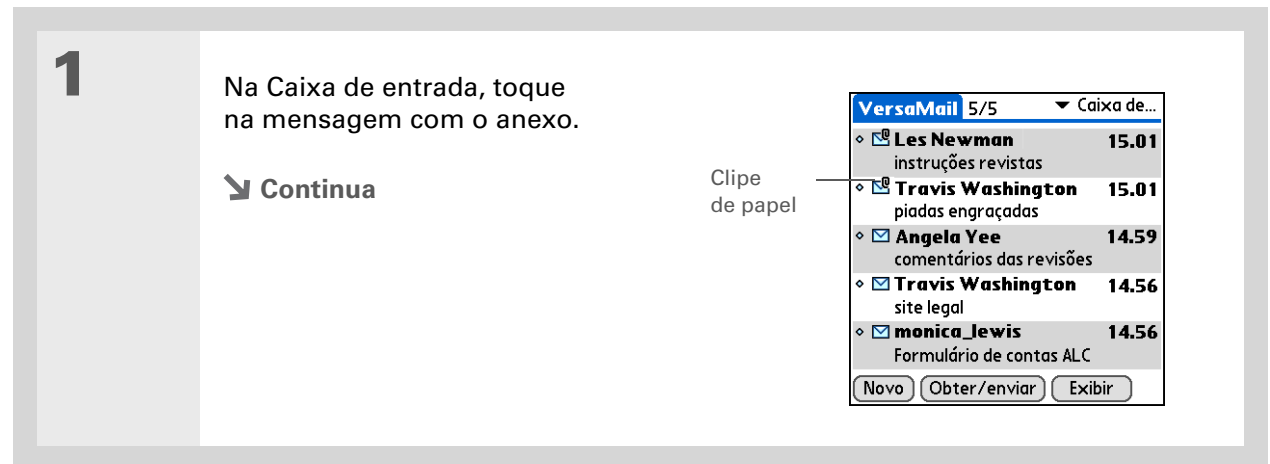 1
Na Caixa de entrada, toque
na mensagem com o anexo.
Continua
Clipe
de papel
VersaMail 5/5 Caixa de...
Les Newman 15.01
instruções revistas
Travis Washington 15.01
piadas engraçadas
Angela Yee 14.59
comentários das revisões
Travis Washington 14.56
site legal
monica_lewis 14.56
Formulário de contas ALC
Novo Obter/enviar Exibir